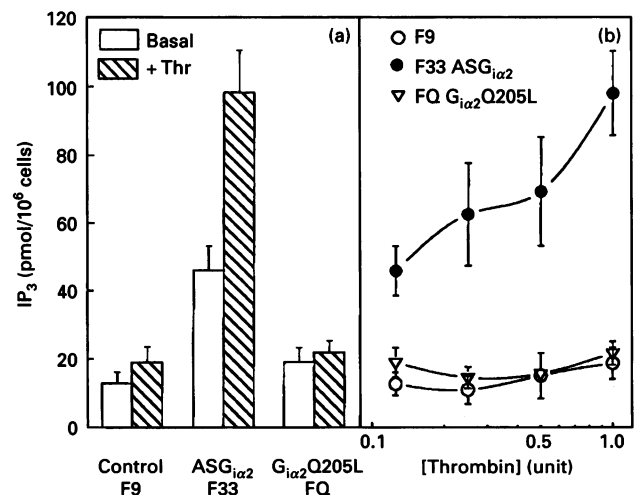 (a)
Basal
+ Thr
IP₃ (pmol/10⁶ cells)
120
100
80
60
40
20
0
Control
F9
ASGᵢα₂
F33
Gᵢα₂Q205L
FQ
(b)
F9
F33 ASGᵢα₂
FQ Gᵢα₂Q205L
0.1
0.5
1.0
[Thrombin] (unit)